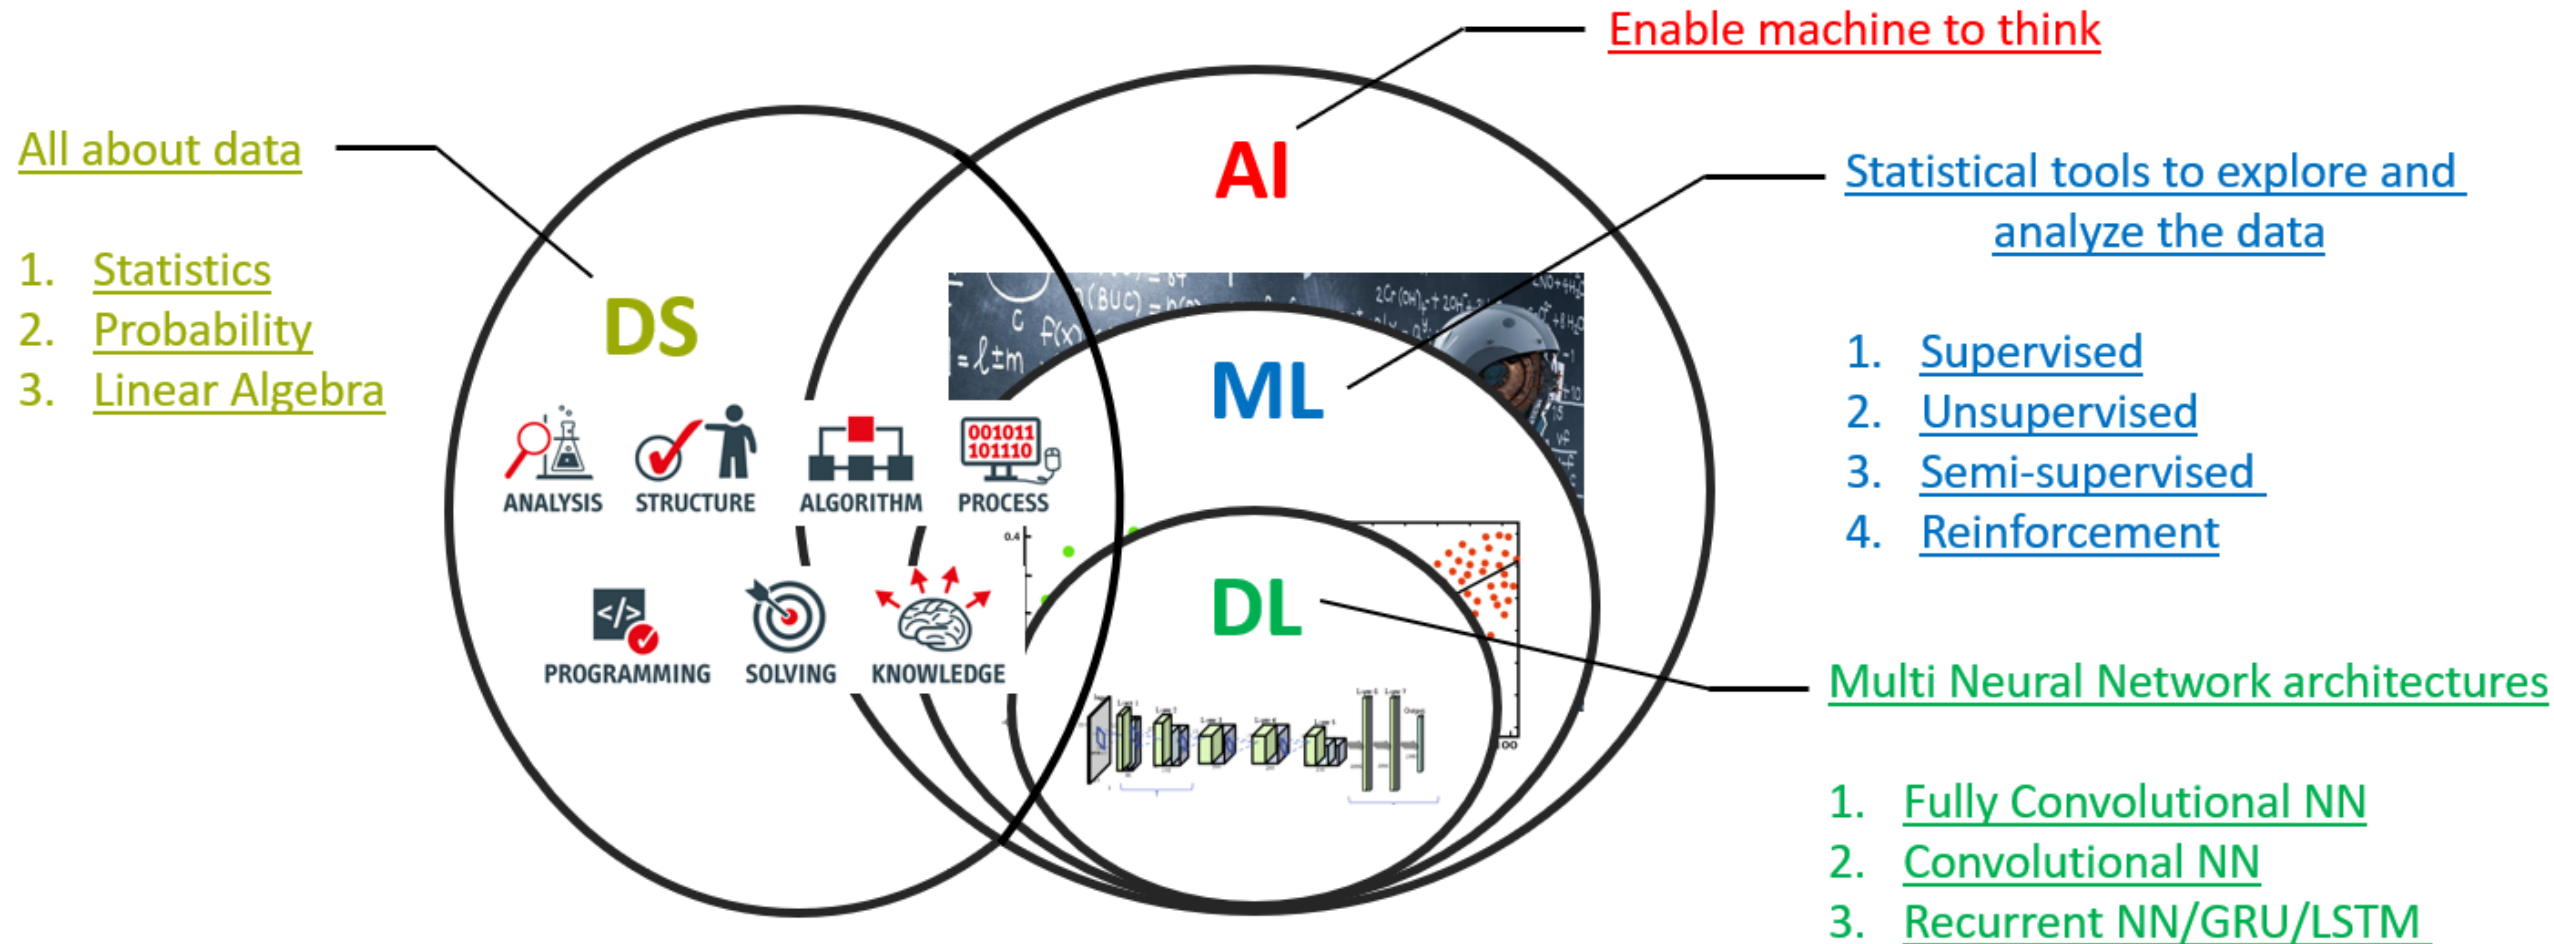 Enable machine to think
All about data
1. Statistics
2. Probability
3. Linear Algebra
AI
Statistical tools to explore and
analyze the data
1. Supervised
2. Unsupervised
3. Semi-supervised
4. Reinforcement
DS
ML
ANALYSIS STRUCTURE ALGORITHM PROCESS
001011
101110
0.4
DL
</>
PROGRAMMING SOLVING KNOWLEDGE
Multi Neural Network architectures
1. Fully Convolutional NN
2. Convolutional NN
3. Recurrent NN/GRU/LSTM